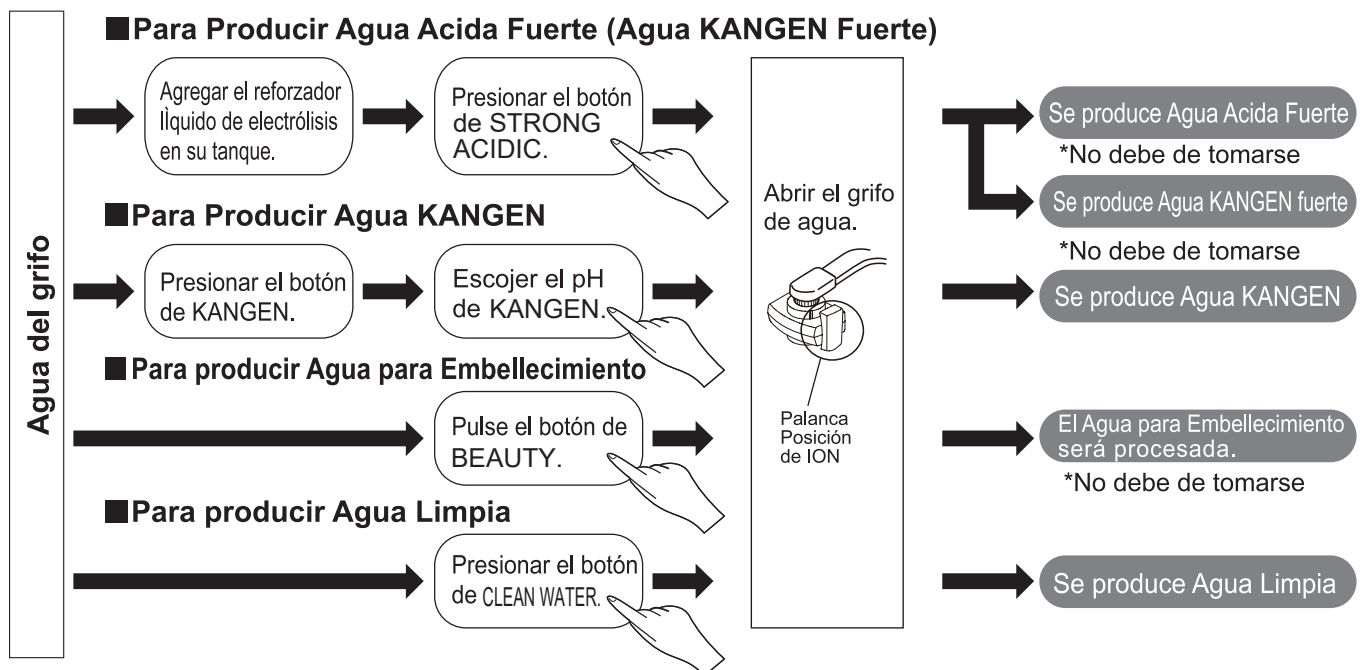 Agua del grifo
■Para Producir Agua Acida Fuerte (Agua KANGEN Fuerte)
Agregar el reforzador
lìquido de electrólisis
en su tanque.
Presionar el botón
de STRONG
ACIDIC.
■Para Producir Agua KANGEN
Presionar el botón
de KANGEN.
Escojer el pH
de KANGEN.
■Para producir Agua para Embellecimiento
Pulse el botón de
BEAUTY.
■Para producir Agua Limpia
Presionar el botón
de CLEAN WATER.
Abrir el grifo
de agua.
Palanca
Posición
de ION
Se produce Agua Acida Fuerte
*No debe de tomarse
Se produce Agua KANGEN fuerte
*No debe de tomarse
Se produce Agua KANGEN
El Agua para Embellecimiento
será procesada.
*No debe de tomarse
Se produce Agua Limpia